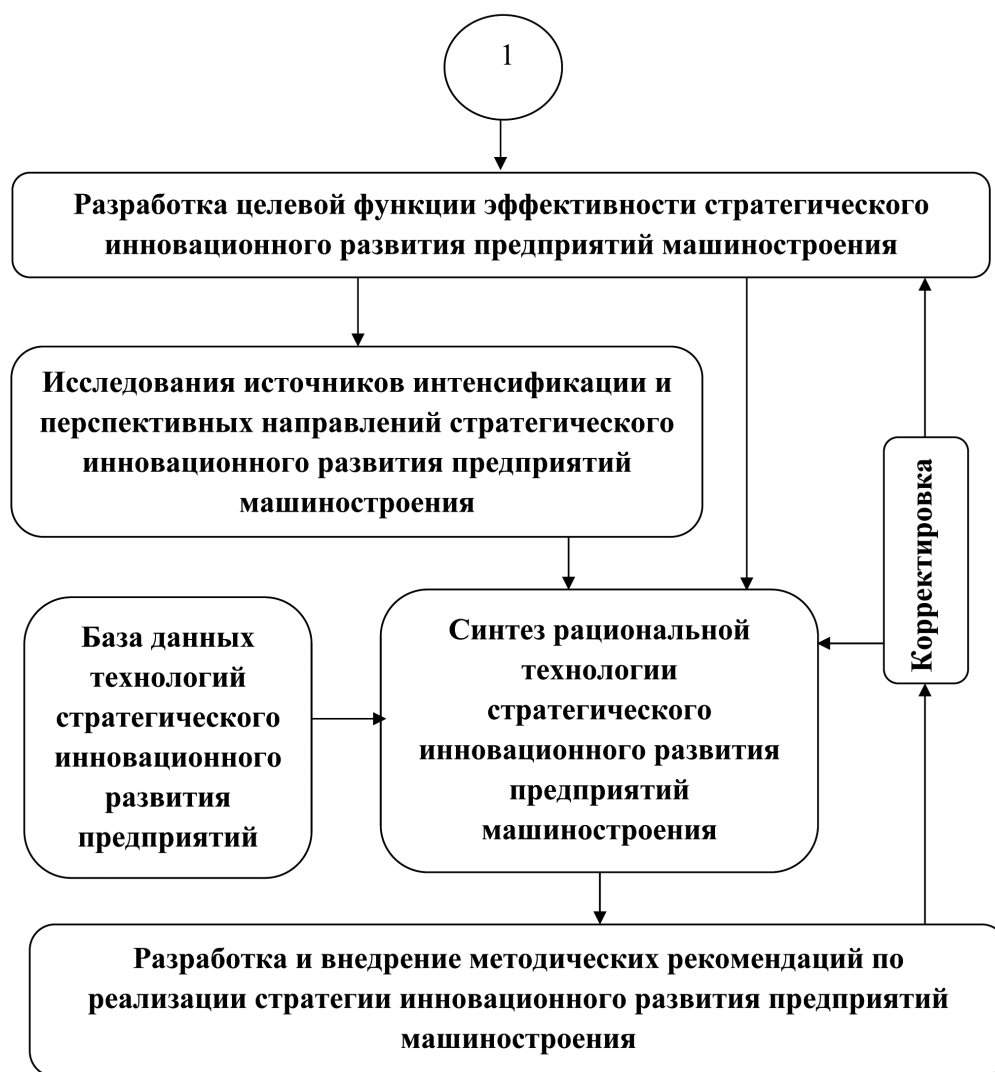 1
Разработка целевой функции эффективности стратегического
инновационного развития предприятий машиностроения
Исследования источников интенсификации и
перспективных направлений стратегического
инновационного развития предприятий
машиностроения
Корректировка
База данных
технологий
стратегического
инновационного
развития
предприятий
Синтез рациональной
технологии
стратегического
инновационного развития
предприятий
машиностроения
Разработка и внедрение методических рекомендаций по
реализации стратегии инновационного развития предприятий
машиностроения